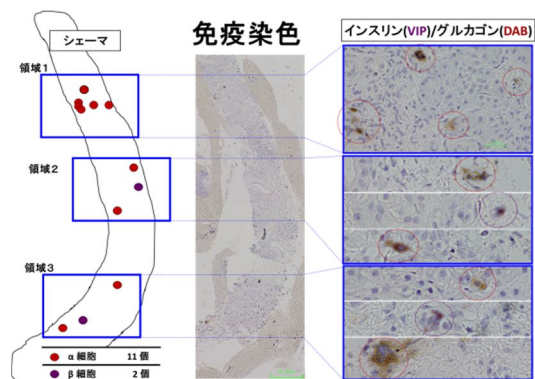 シェーマ
免疫染色
インスリン(VIP)/グルカゴン(DAB)
領域1
領域2
領域3
α 細胞 11 個
β 細胞 2 個